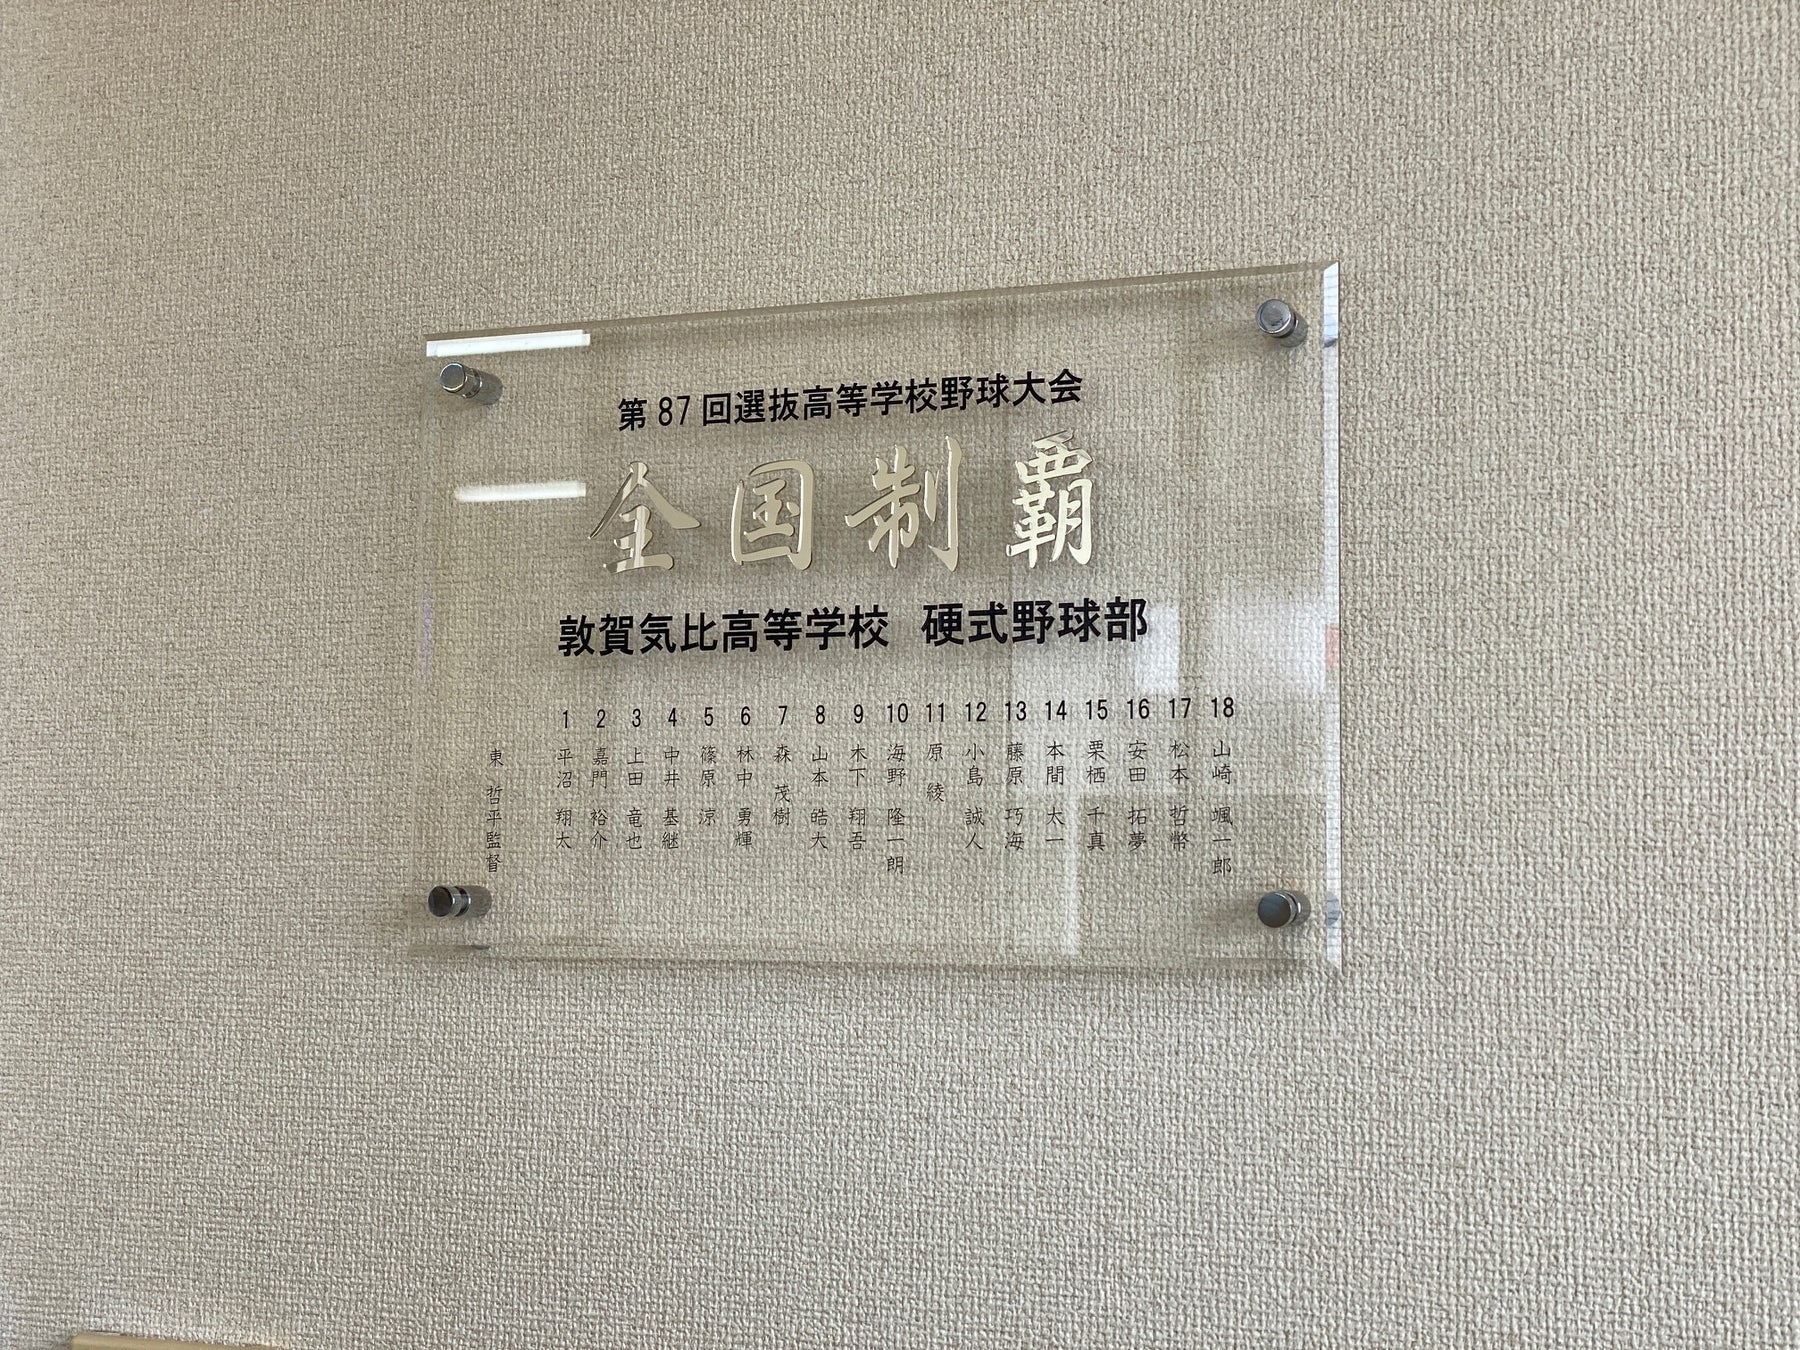 第87回選抜高等学校野球大会
全国制覇
敦賀気比高等学校 硬式野球部
東 哲平監督
1 平沼 翔太
2 嘉門 裕介
3 上田 竜也
4 中井 基継
5 篠原 涼
6 林中 勇輝
7 森 茂樹
8 山本 皓大
9 木下 翔吾
10 海野 隆一朗
11 原 綾
12 小島 誠人
13 藤原 巧海
14 本間 太一
15 栗栖 千真
16 安田 拓夢
17 松本 哲幣
18 山崎 颯一郎